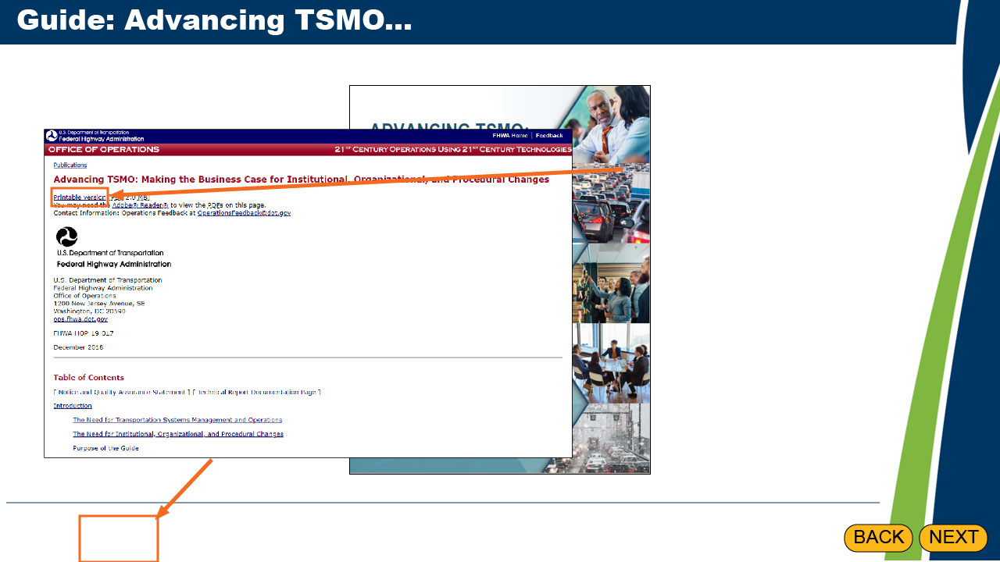 Guide: Advancing TSMO...
ADVANCING TSMO:
U.S. Department of Transportation
Federal Highway Administration
FHWA Home | Feedback
OFFICE OF OPERATIONS
21ST CENTURY OPERATIONS USING 21ST CENTURY TECHNOLOGIES
Publications
Advancing TSMO: Making the Business Case for Institutional, Organizational, and Procedural Changes
Printable version [PDF 2.0 MB]
You may need the Adobe® Reader® to view the PDFs on this page.
Contact Information: Operations Feedback at OperationsFeedback@dot.gov
U.S. Department of Transportation
Federal Highway Administration
U.S. Department of Transportation
Federal Highway Administration
Office of Operations
1200 New Jersey Avenue, SE
Washington, DC 20590
ops.fhwa.dot.gov
FHWA-HOP-19-017
December 2018
Table of Contents
[ Notice and Quality Assurance Statement ] [ Technical Report Documentation Page ]
Introduction
The Need for Transportation Systems Management and Operations
The Need for Institutional, Organizational, and Procedural Changes
Purpose of the Guide
BACK
NEXT